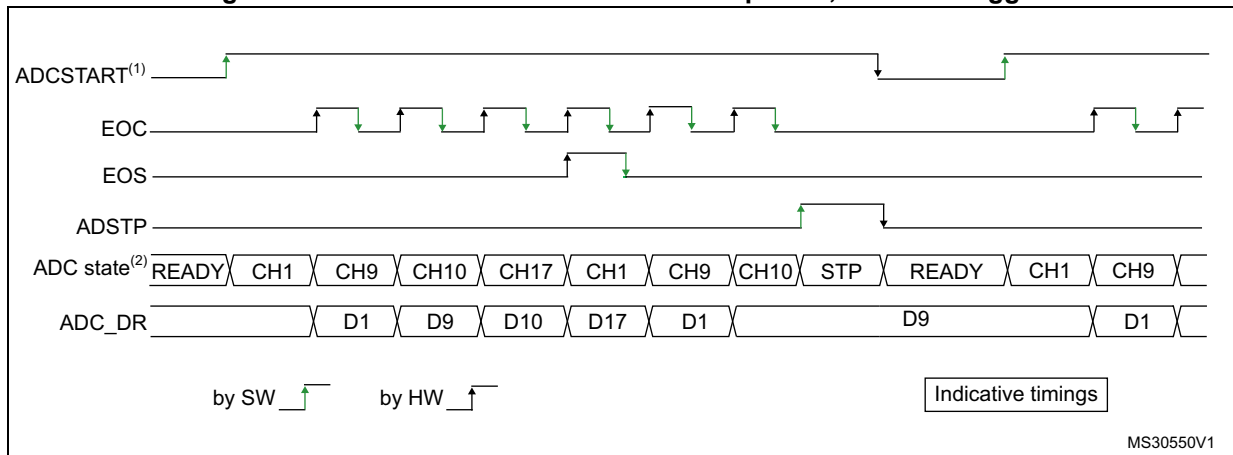 ADCSTART(1)
EOC
EOS
ADSTP
ADC state(2) READY CH1 CH9 CH10 CH17 CH1 CH9 CH10 STP READY CH1 CH9
ADC_DR D1 D9 D10 D17 D1 D9 D1
by SW by HW Indicative timings
MS30550V1